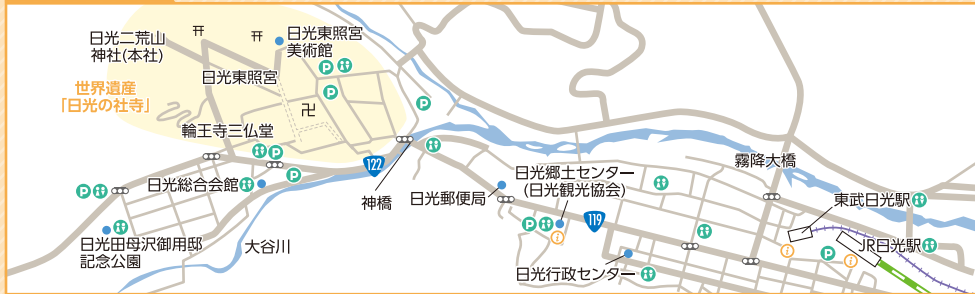 日光二荒山
神社(本社)
日光東照宮
美術館
日光東照宮
世界遺産
「日光の社寺」
輪王寺三仏堂
日光総合会館
日光田母沢御用邸
記念公園
大谷川
122
神橋
日光郵便局
日光郷土センター
(日光観光協会)
119
日光行政センター
霧降大橋
東武日光駅
JR日光駅
P
P
P
P
P
P
P
P
i
i
i